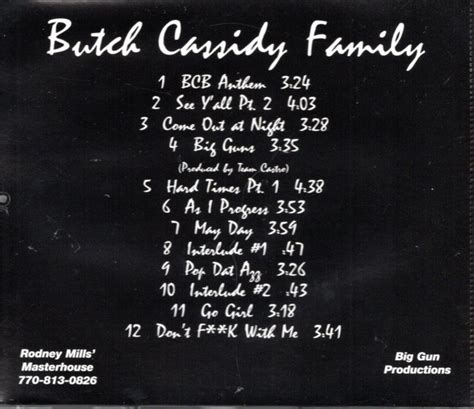 Butch Cassidy Family
1 BCB Anthem 3:24
2 See Y'all Pt. 2 4:03
3 Come Out at Night 3:28
4 Big Guns 3:35
(Produced by Team Castro)
5 Hard Times Pt. 1 4:38
6 As I Progress 3:53
7 May Day 3:59
8 Interlude #1 .47
9 Pop Dat Azz 3:26
10 Interlude #2 .43
11 Go Girl 3:18
12 Don't F**K With Me 3:41
Rodney Mills'
Masterhouse
770-813-0826
Big Gun
Productions